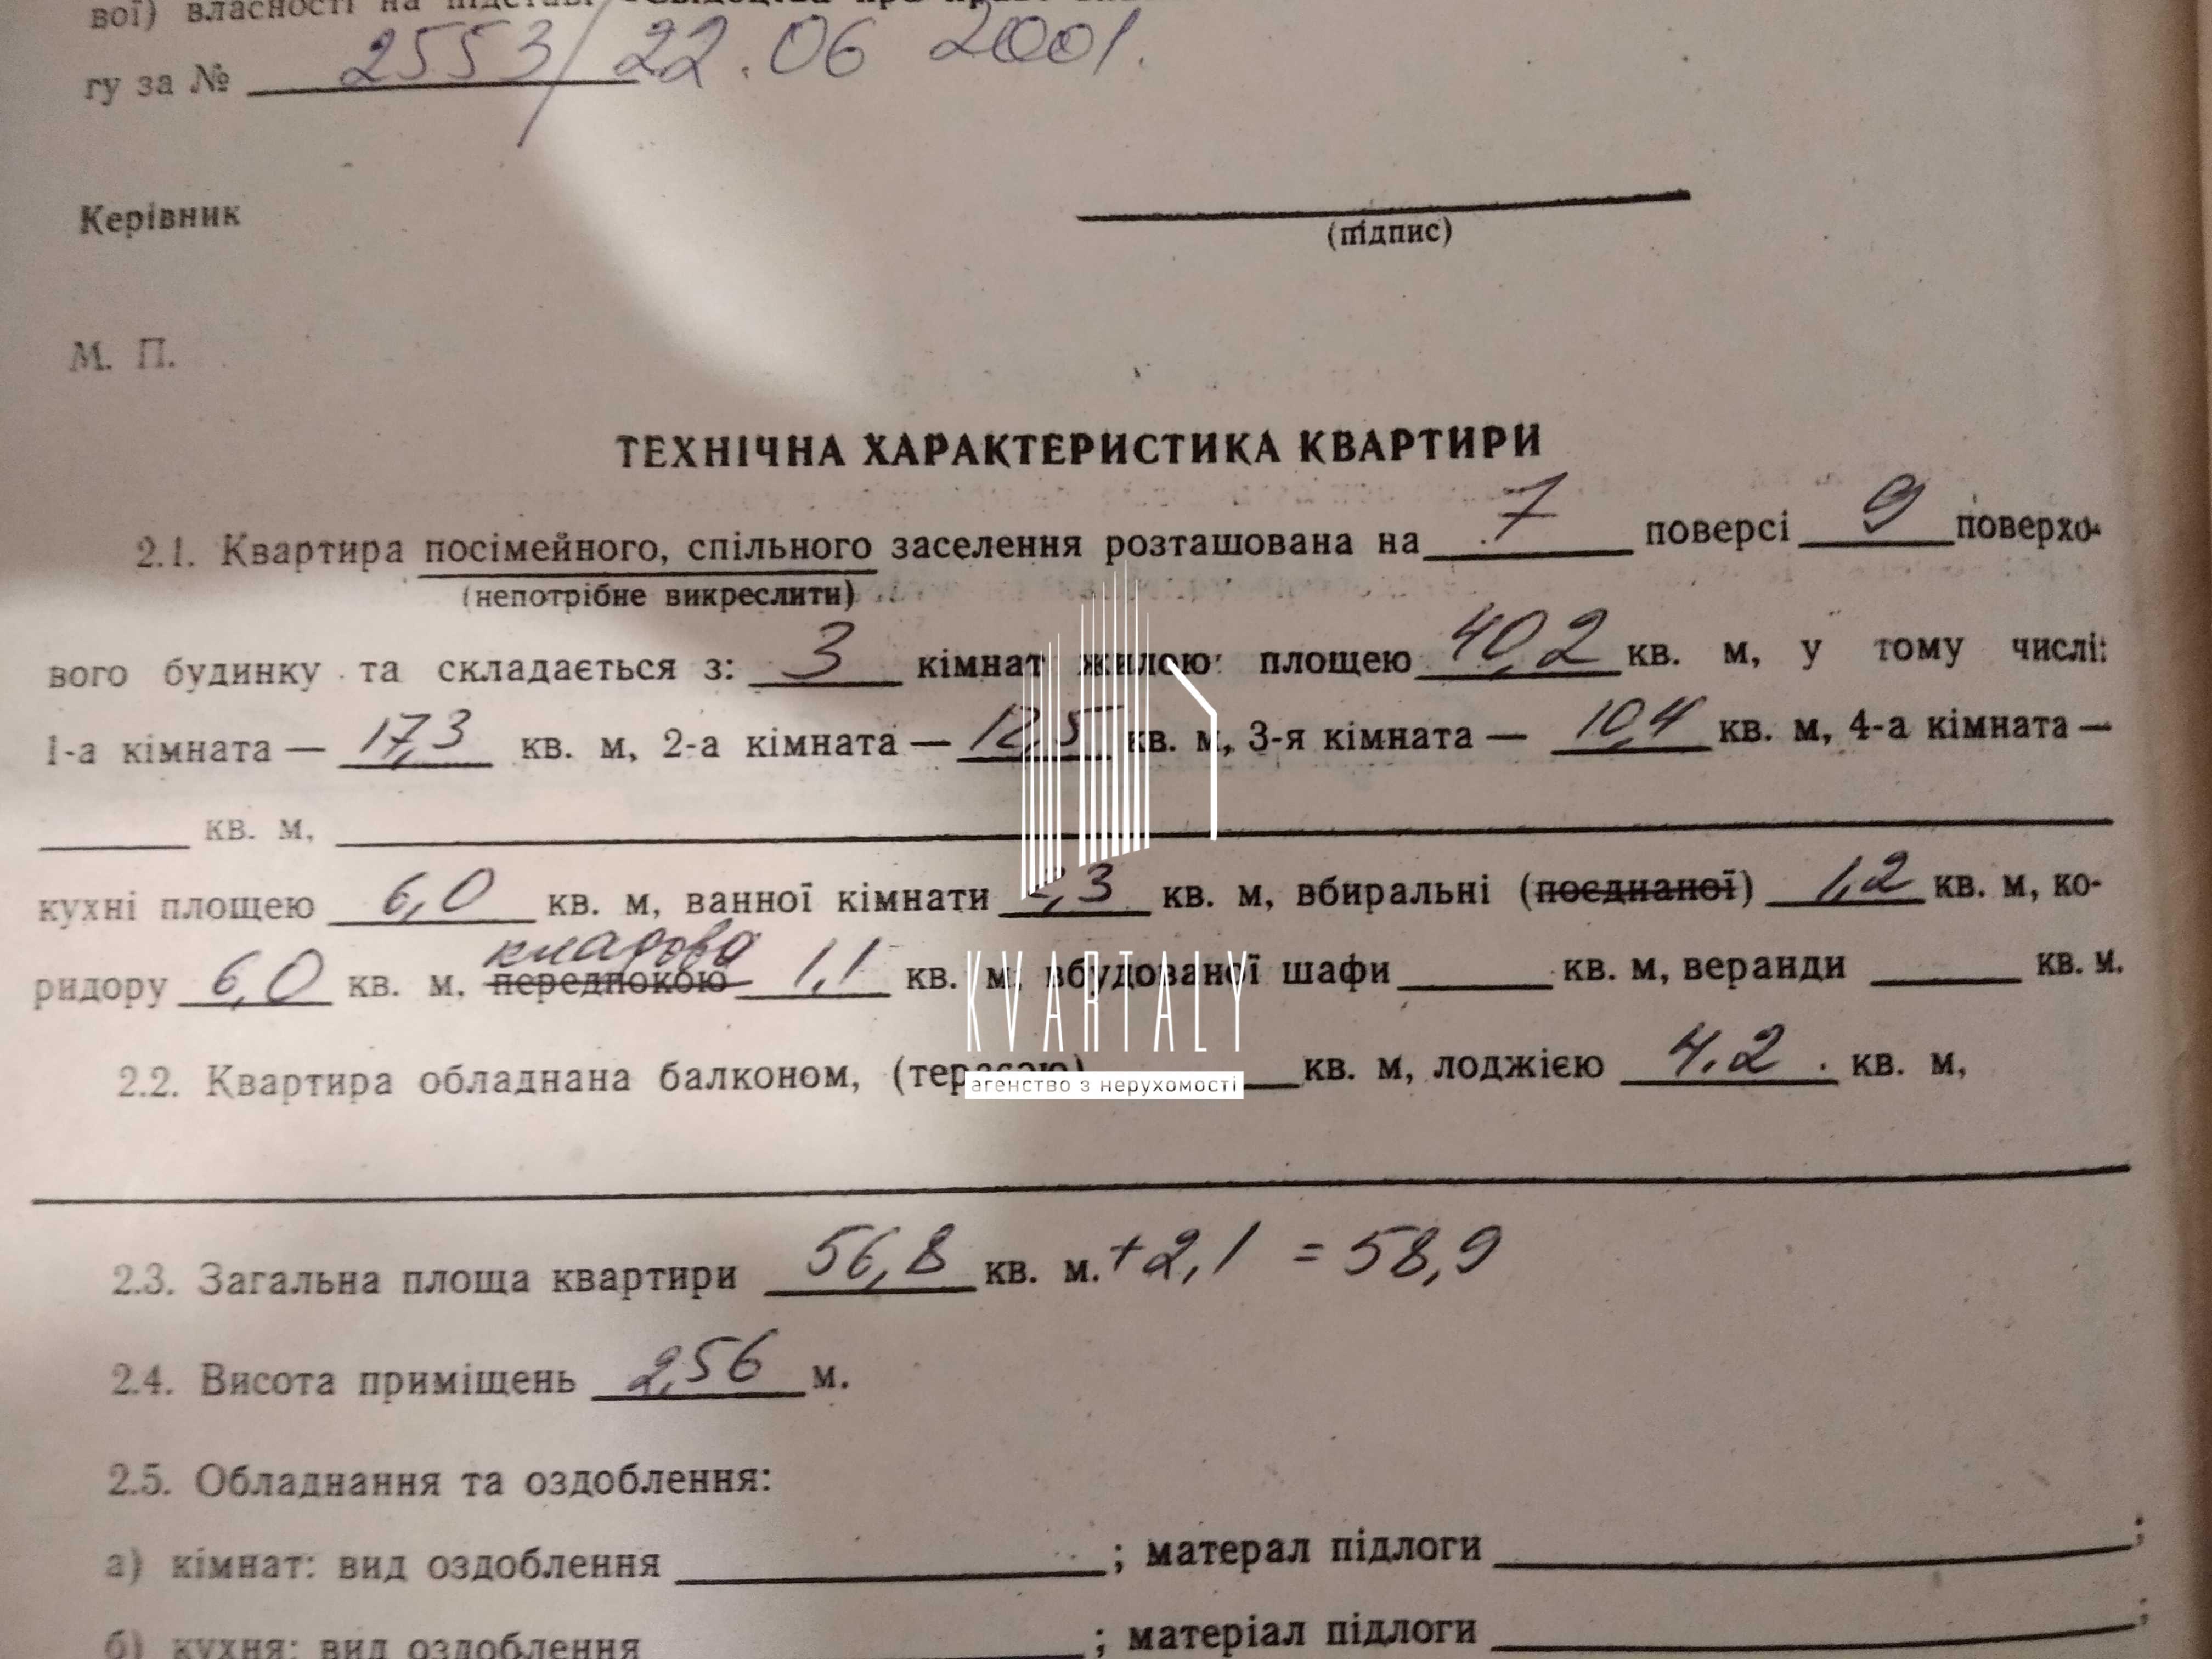 вої) власності на підставі
гу за № 2553/ 22.06 2001.
Керівник
(підпис)
М. П.
ТЕХНІЧНА ХАРАКТЕРИСТИКА КВАРТИРИ
2.1. Квартира посімейного, спільного заселення розташована на 7 поверсі 9 поверхо-
(непотрібне викреслити)
вого будинку та складається з: 3 кімнат жилою площею 40,2 кв. м, у тому числі:
1-а кімната — 17,3 кв. м, 2-а кімната — 12,5 кв. м, 3-я кімната — 10,4 кв. м, 4-а кімната —
кв. м,
кухні площею 6,0 кв. м, ванної кімнати 2,3 кв. м, вбиральні (поєднаної) 1,2 кв. м, ко-
кладова
ридору 6,0 кв. м, передпокою 1,1 кв. м, вбудованої шафи кв. м, веранди кв. м.
KVARTALY
2.2. Квартира обладнана балконом, (терасою) кв. м, лоджією 4.2 кв. м,
агенство з нерухомості
2.3. Загальна площа квартири 56,8 кв. м. +2,1 = 58,9
2.4. Висота приміщень 2,56 м.
2.5. Обладнання та оздоблення:
а) кімнат: вид оздоблення ; матерал підлоги ;
б) кухня: вид оздоблення ; матеріал підлоги ;